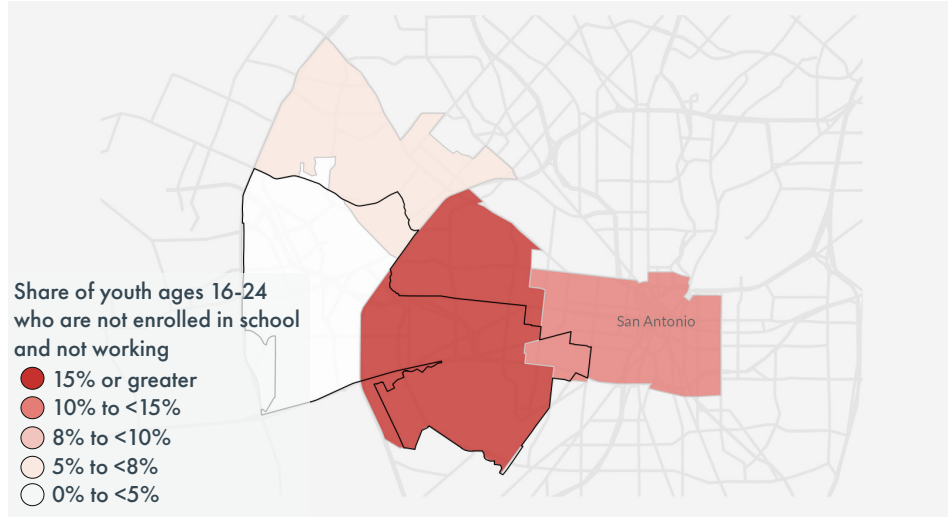 San Antonio
Share of youth ages 16-24
who are not enrolled in school
and not working
15% or greater
10% to <15%
8% to <10%
5% to <8%
0% to <5%